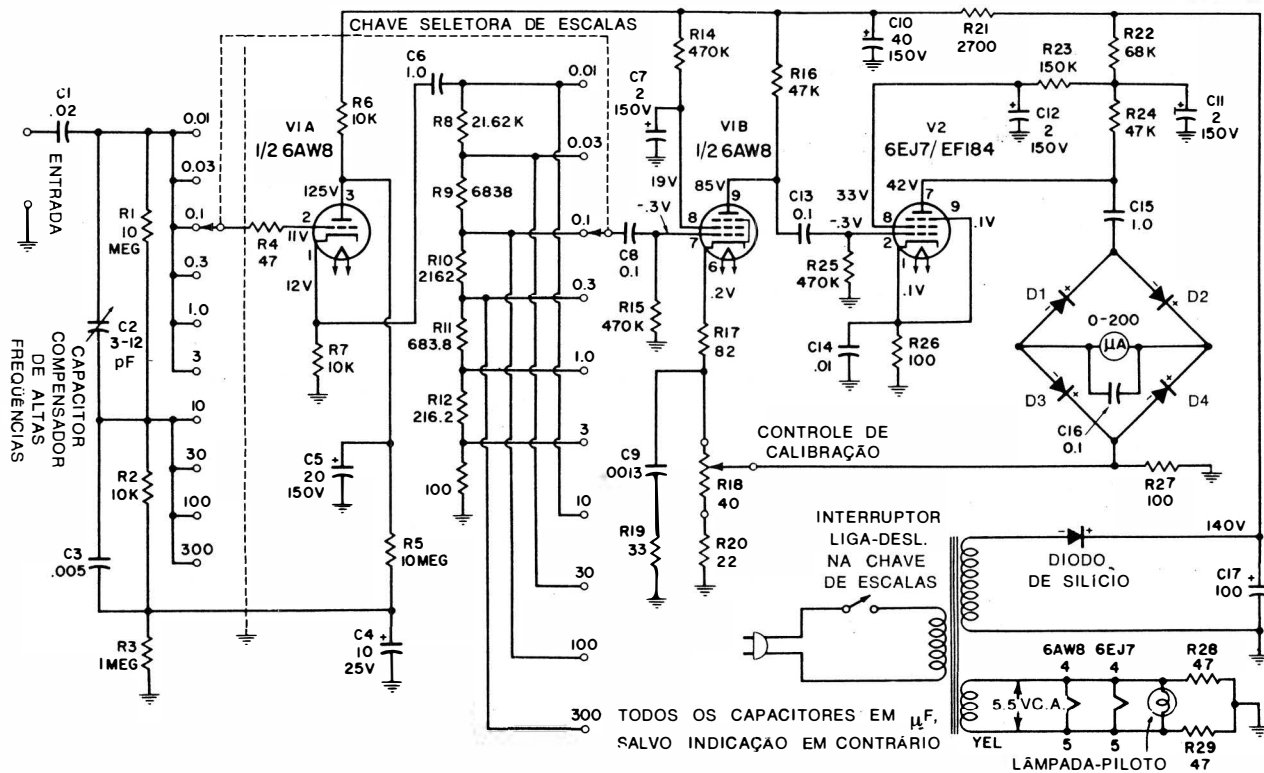 CHAVE SELETORA DE ESCALAS
C1
.02
ENTRADA
0.01
0.03
0.1
0.3
1.0
3
10
30
100
300
R1
10
MEG
C2
3-12
pF
CAPACITOR
COMPENSADOR
DE ALTAS
FREQÜÊNCIAS
R2
10K
C3
.005
R3
1MEG
R4
47
R6
10K
V1A
1/2 6AW8
125V
3
2
11V
1
12V
R7
10K
C5
20
150V
R5
10MEG
C4
10
25V
C6
1.0
R8
21.62K
R9
6838
R10
2162
R11
683.8
R12
216.2
100
0.01
0.03
0.1
0.3
1.0
3
10
30
100
300
C7
2
150V
R14
470K
R16
47K
V1B
1/2 6AW8
19V
85V
9
-.3V
8
7
6
.2V
C8
0.1
R15
470K
R17
82
C9
.0013
R18
40
R19
33
R20
22
CONTROLE DE
CALIBRAÇÃO
C10
40
150V
R21
2700
R22
68K
R23
150K
C12
2
150V
R24
47K
C11
2
150V
V2
6EJ7/EF184
C13
0.1
33V
42V
7
9
.1V
-.3V
8
2
1
.1V
R25
470K
C14
.01
R26
100
C15
1.0
D1
D2
0-200
µA
D3
D4
C16
0.1
R27
100
INTERRUPTOR
LIGA-DESL.
NA CHAVE
DE ESCALAS
140V
DIODO
DE SILÍCIO
C17
100
6AW8 6EJ7
4 4
R28
47
5.5 VC.A.
YEL
5 5
R29
47
LÂMPADA-PILOTO
TODOS OS CAPACITORES EM µF,
SALVO INDICAÇÃO EM CONTRÁRIO